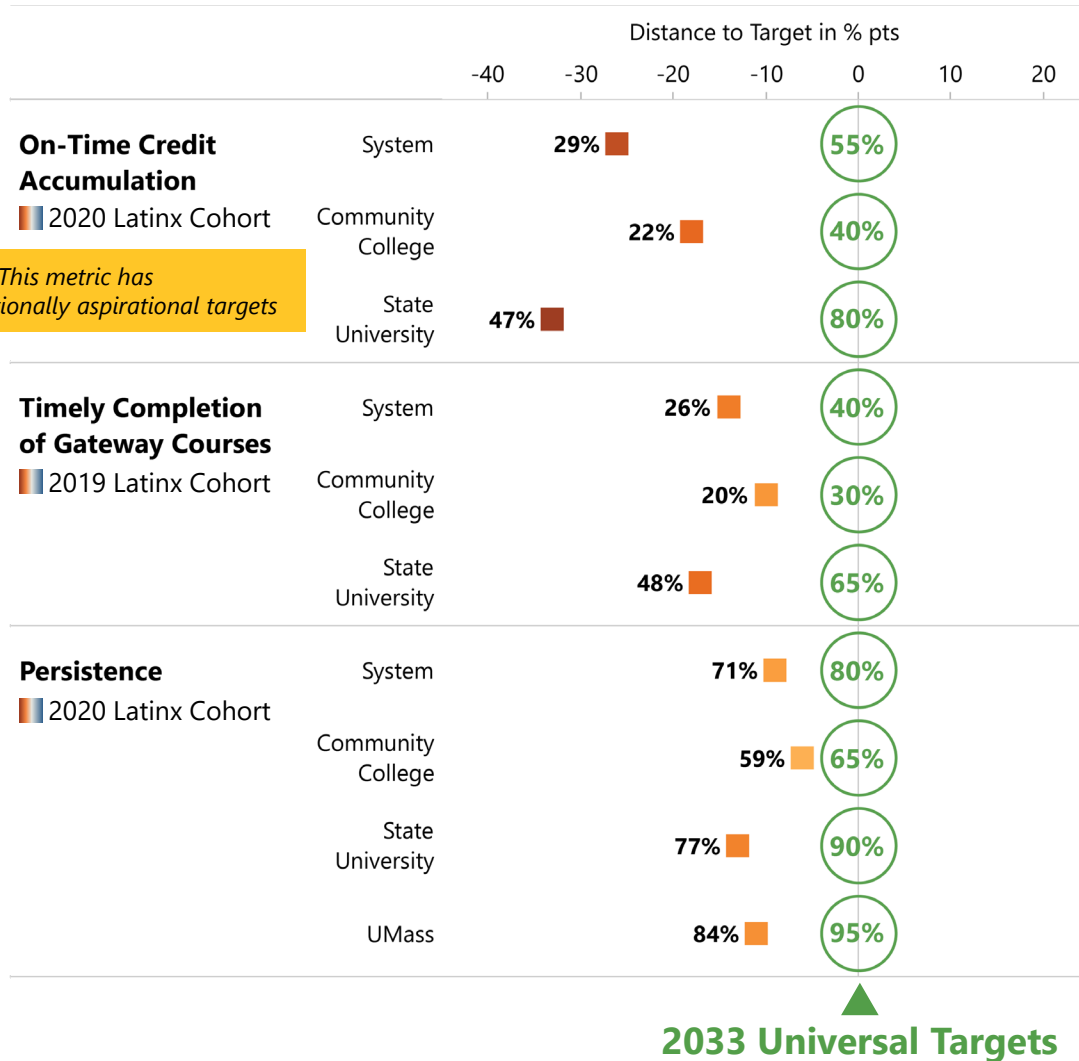 Distance to Target in % pts
-40 -30 -20 -10 0 10 20
On-Time Credit
Accumulation
2020 Latinx Cohort
This metric has
tionally aspirational targets
System
29% 55%
Community
College
22% 40%
State
University
47% 80%
Timely Completion
of Gateway Courses
2019 Latinx Cohort
System
26% 40%
Community
College
20% 30%
State
University
48% 65%
Persistence
2020 Latinx Cohort
System
71% 80%
Community
College
59% 65%
State
University
77% 90%
UMass
84% 95%
2033 Universal Targets